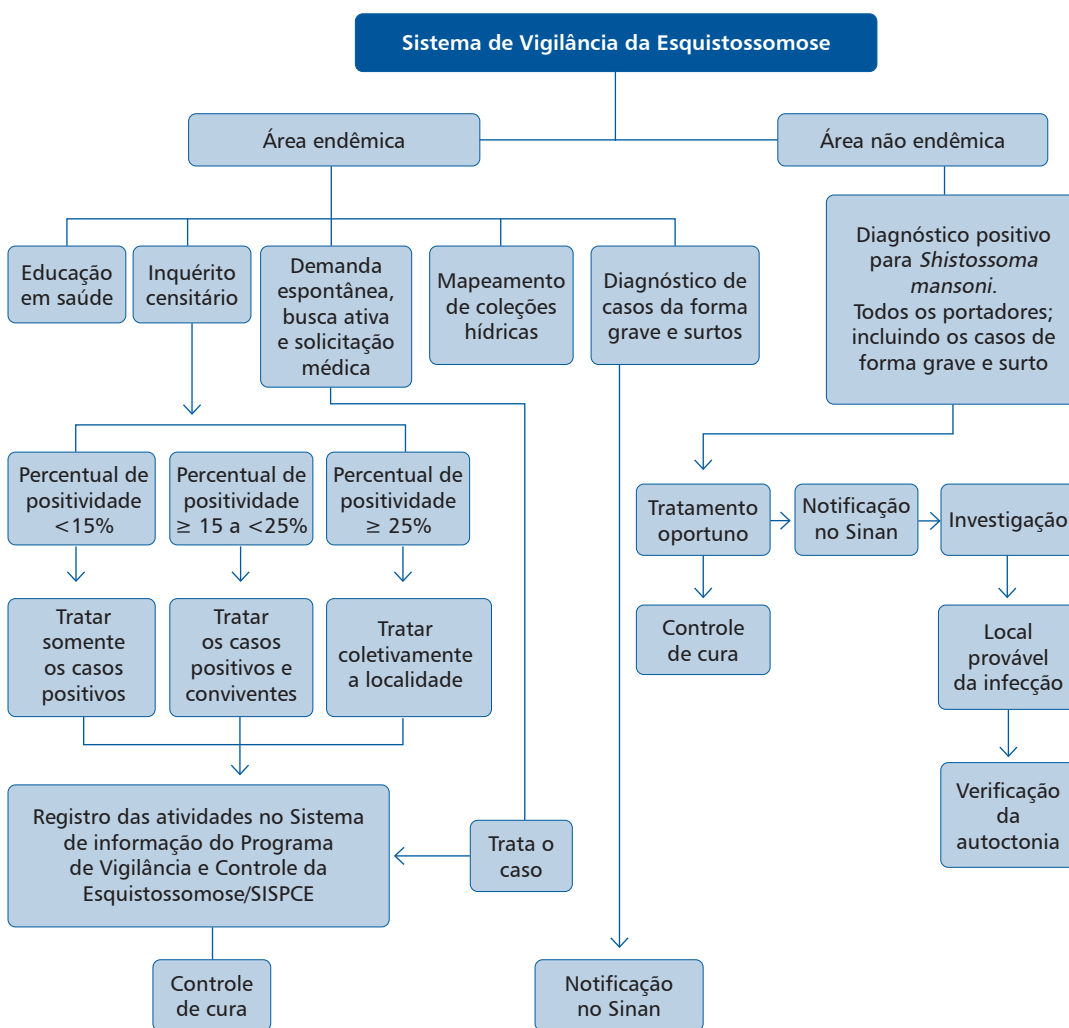 Sistema de Vigilância da Esquistossomose
Área endêmica
Área não endêmica
Educação
em saúde
Inquérito
censitário
Demanda
espontânea,
busca ativa
e solicitação
médica
Mapeamento
de coleções
hídricas
Diagnóstico de
casos da forma
grave e surtos
Diagnóstico positivo
para Shistossoma
mansoni.
Todos os portadores;
incluindo os casos de
forma grave e surto
Percentual de
positividade
<15%
Percentual de
positividade
≥ 15 a <25%
Percentual de
positividade
≥ 25%
Tratamento
oportuno
Notificação
no Sinan
Investigação
Tratar
somente
os casos
positivos
Tratar
os casos
positivos e
conviventes
Tratar
coletivamente
a localidade
Controle
de cura
Local
provável
da infecção
Verificação
da
autoctonia
Registro das atividades no Sistema
de informação do Programa
de Vigilância e Controle da
Esquistossomose/SISPCE
Trata o
caso
Controle
de cura
Notificação
no Sinan